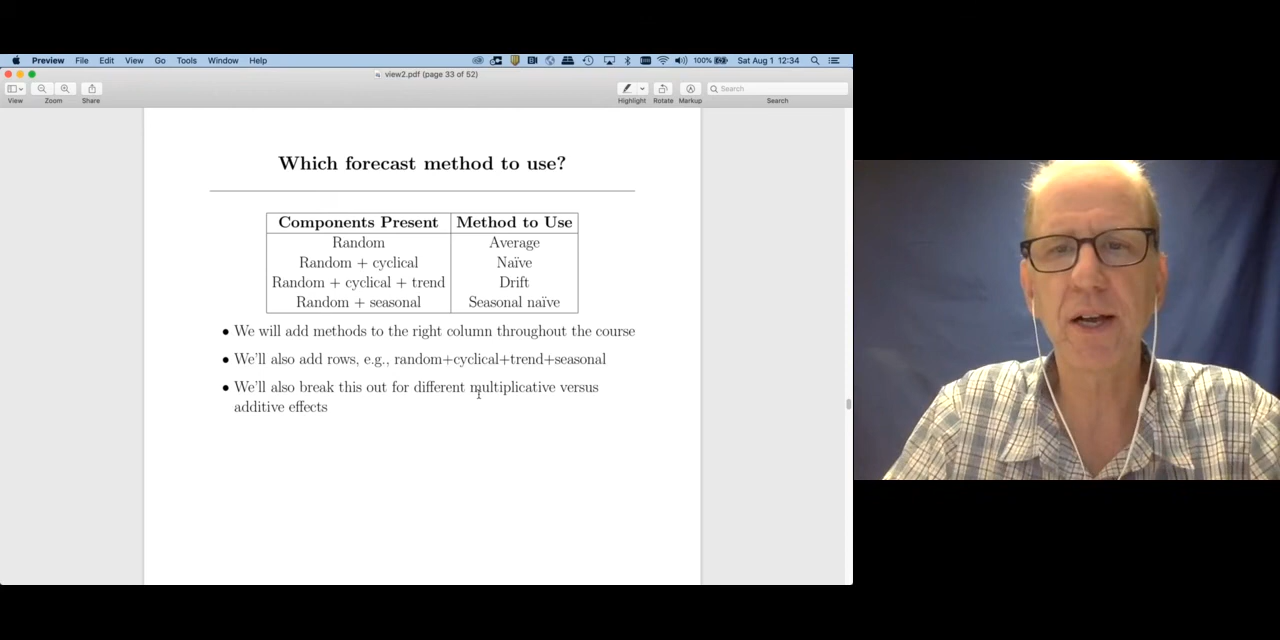 Preview File Edit View Go Tools Window Help 100% Sat Aug 1 12:34
view2.pdf (page 33 of 52)
Search
View Zoom Share Highlight Rotate Markup Search
Which forecast method to use?
Components Present Method to Use
Random Average
Random + cyclical Naïve
Random + cyclical + trend Drift
Random + seasonal Seasonal naïve
• We will add methods to the right column throughout the course
• We'll also add rows, e.g., random+cyclical+trend+seasonal
• We'll also break this out for different multiplicative versus
additive effects